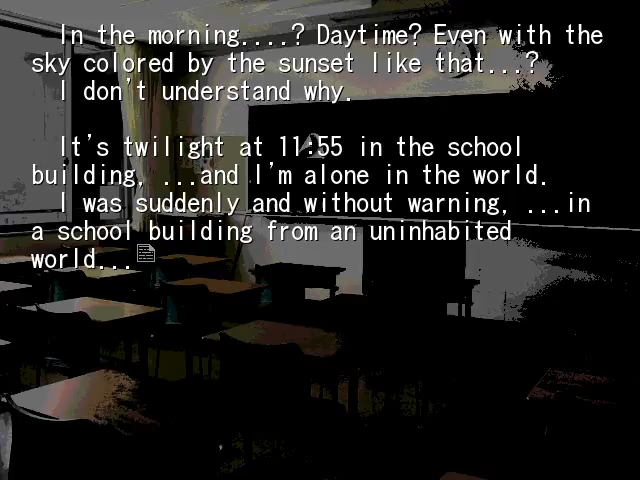 In the morning....? Daytime? Even with the
sky colored by the sunset like that...?
I don't understand why.
It's twilight at 11:55 in the school
building, ...and I'm alone in the world.
I was suddenly and without warning, ...in
a school building from an uninhabited
world...